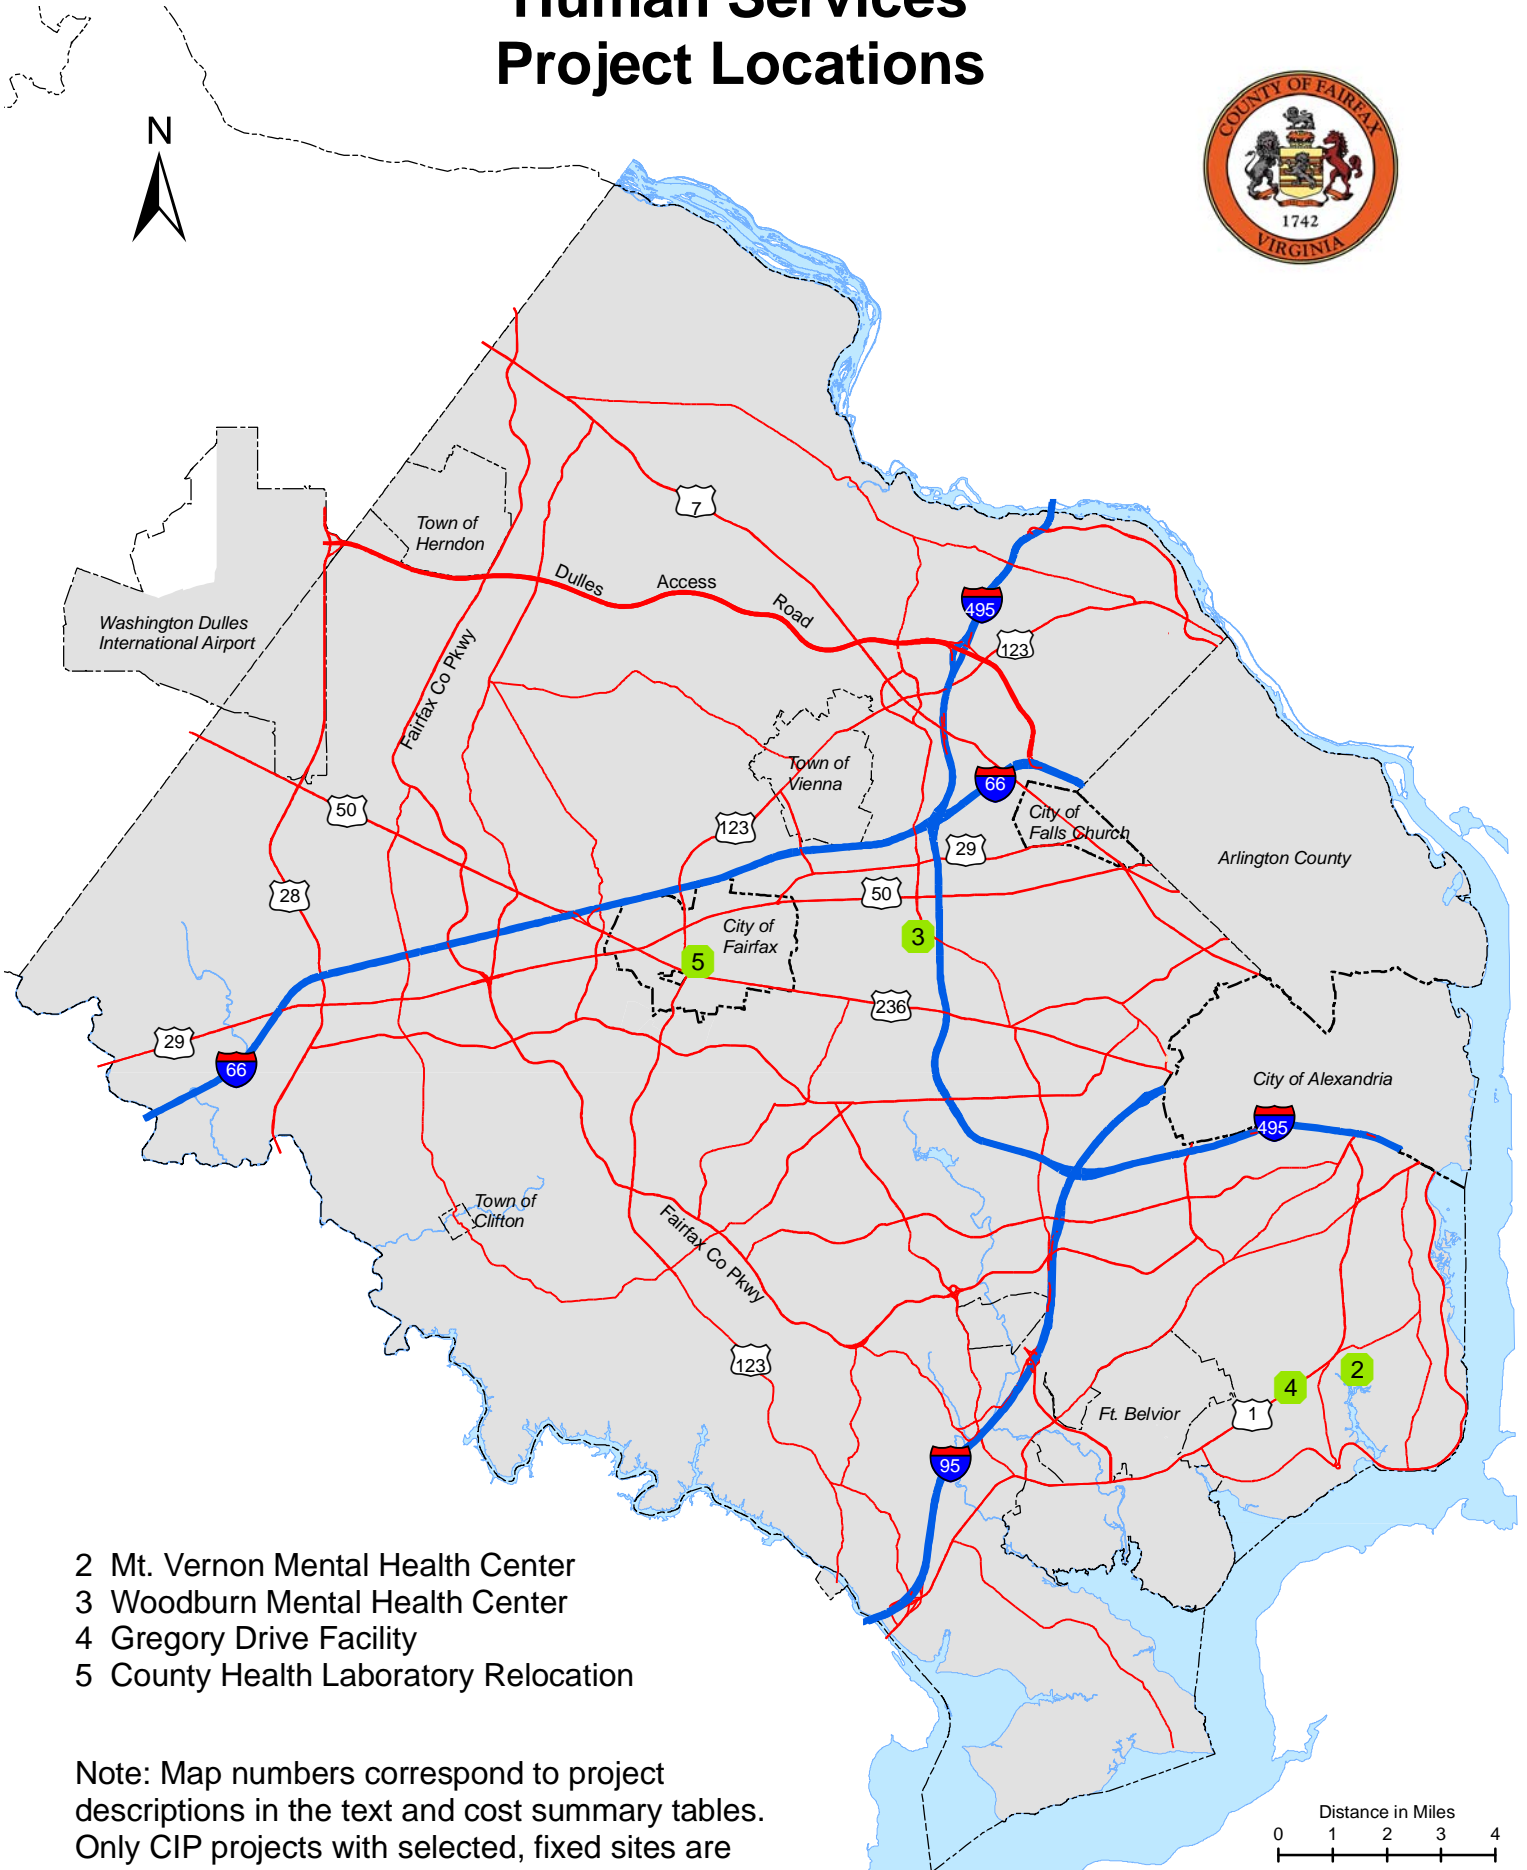 Human Services
Project Locations
N
COUNTY OF FAIRFAX
1742
VIRGINIA
7
Town of
Herndon
Dulles Access Road
495
123
Washington Dulles
International Airport
Fairfax Co Pkwy
Town of
Vienna
66
50
123
City of
Falls Church
29
Arlington County
28
50
City of
Fairfax
3
5
236
29
66
City of Alexandria
495
Town of
Clifton
Fairfax Co Pkwy
123
2
4
1
Ft. Belvior
95
2 Mt. Vernon Mental Health Center
3 Woodburn Mental Health Center
4 Gregory Drive Facility
5 County Health Laboratory Relocation
Note: Map numbers correspond to project
descriptions in the text and cost summary tables.
Only CIP projects with selected, fixed sites are
Distance in Miles
0 1 2 3 4